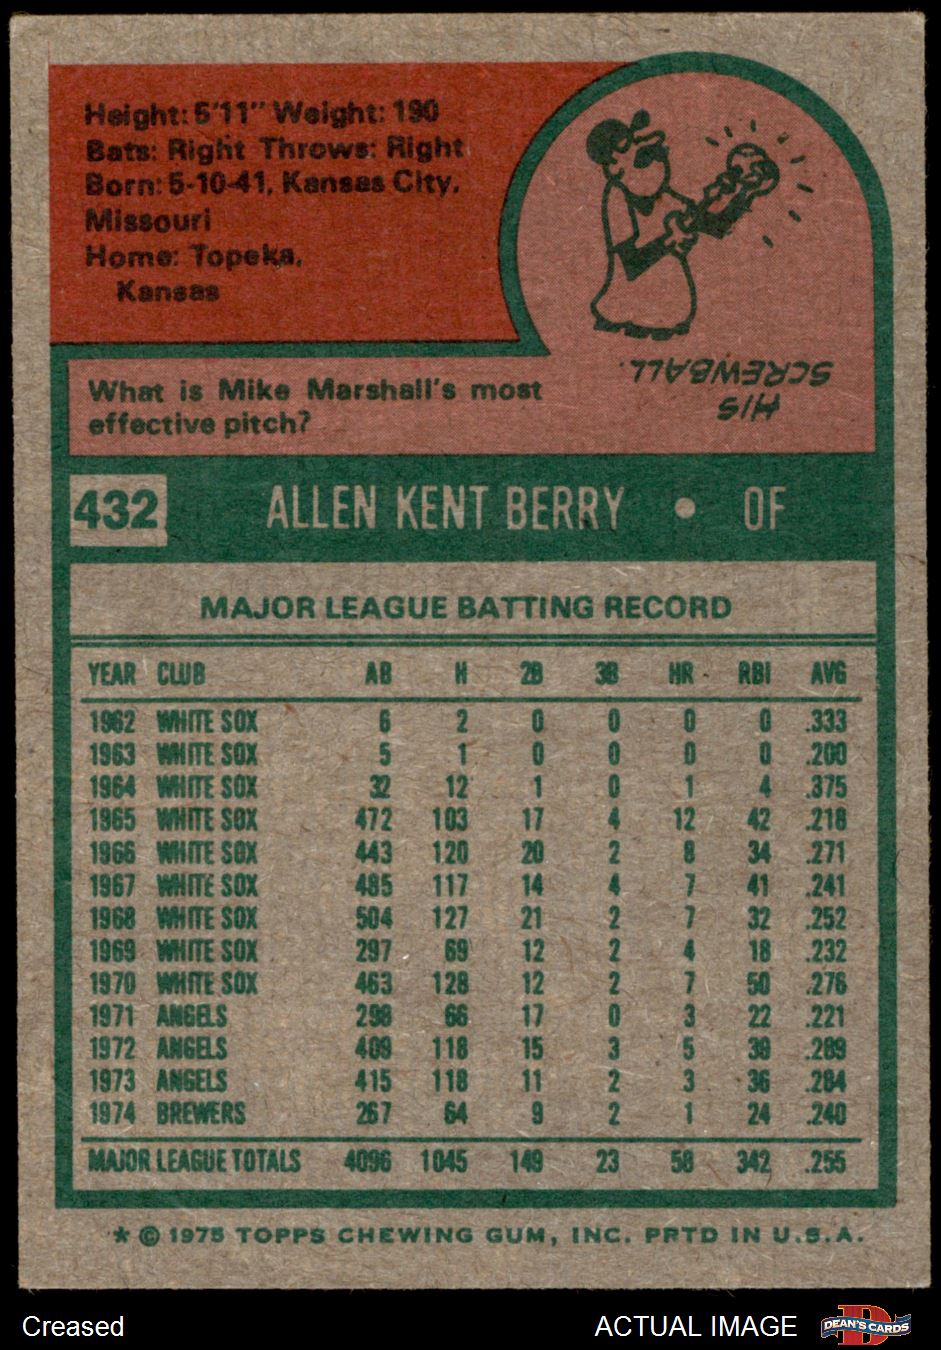 Height: 5'11" Weight: 190
Bats: Right Throws: Right
Born: 5-10-41, Kansas City,
Missouri
Home: Topeka,
Kansas
What is Mike Marshall's most
effective pitch?
HIS
SCREWBALL.
432 ALLEN KENT BERRY • OF
MAJOR LEAGUE BATTING RECORD
YEAR CLUB AB H 2B 3B HR RBI AVG
1962 WHITE SOX 6 2 0 0 0 0 .333
1963 WHITE SOX 5 1 0 0 0 0 .200
1964 WHITE SOX 32 12 1 0 1 4 .375
1965 WHITE SOX 472 103 17 4 12 42 .218
1966 WHITE SOX 443 120 20 2 8 34 .271
1967 WHITE SOX 485 117 14 4 7 41 .241
1968 WHITE SOX 504 127 21 2 7 32 .252
1969 WHITE SOX 297 69 12 2 4 18 .232
1970 WHITE SOX 463 128 12 2 7 50 .276
1971 ANGELS 298 66 17 0 3 22 .221
1972 ANGELS 409 118 15 3 5 39 .289
1973 ANGELS 415 118 11 2 3 36 .284
1974 BREWERS 267 64 9 2 1 24 .240
MAJOR LEAGUE TOTALS 4096 1045 149 23 58 342 .255
* © 1975 TOPPS CHEWING GUM, INC. PRTD IN U.S.A.
Creased ACTUAL IMAGE DEAN'S CARDS